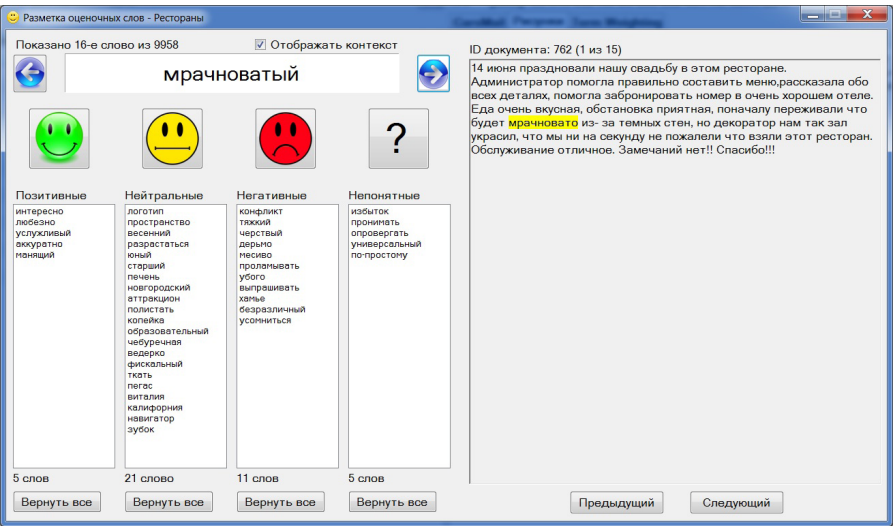 Разметка оценочных слов - Рестораны
Показано 16-е слово из 9958
Отображать контекст
мрачноватый
?
Позитивные
интересно
любезно
услужливый
аккуратно
манящий
5 слов
Вернуть все
Нейтральные
логотип
пространство
весенний
разрастаться
юный
старший
печень
новгородский
аттракцион
полистать
копейка
образовательный
чебуречная
ведерко
фискальный
ткать
пегас
виталия
калифорния
навигатор
зубок
21 слово
Вернуть все
Негативные
конфликт
тяжкий
черствый
дерьмо
месиво
проламывать
убого
выпрашивать
хамье
безразличный
усомниться
11 слов
Вернуть все
Непонятные
избыток
пронимать
опровергать
универсальный
по-простому
5 слов
Вернуть все
ID документа: 762 (1 из 15)
14 июня праздновали нашу свадьбу в этом ресторане.
Администратор помогла правильно составить меню,рассказала обо
всех деталях, помогла забронировать номер в очень хорошем отеле.
Еда очень вкусная, обстановка приятная, поначалу переживали что
будет мрачновато из- за темных стен, но декоратор нам так зал
украсил, что мы ни на секунду не пожалели что взяли этот ресторан.
Обслуживание отличное. Замечаний нет!! Спасибо!!!
Предыдущий
Следующий